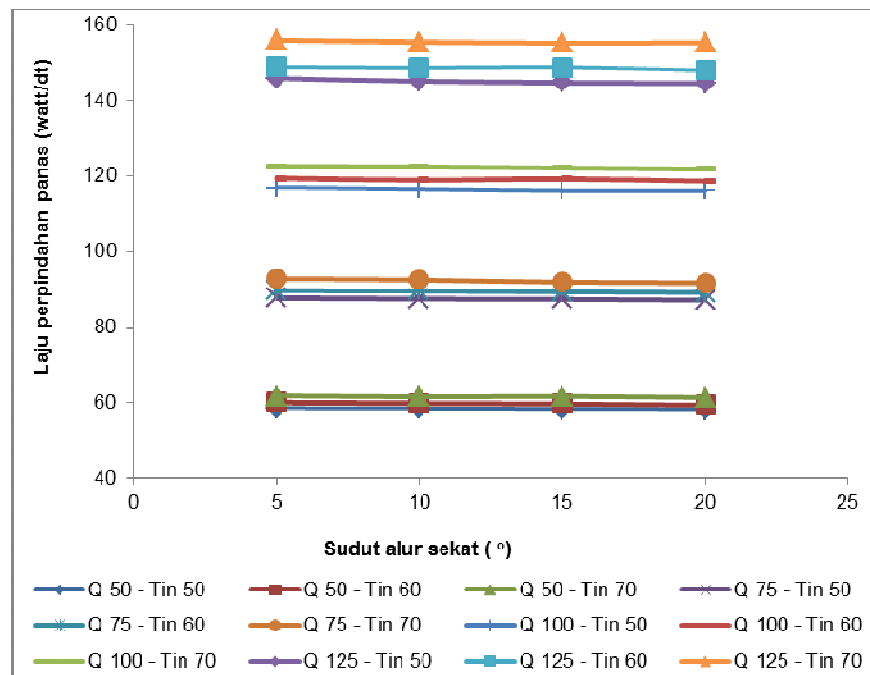 160
140
120
100
80
60
40
0
5
10
15
20
25
Laju perpindahan panas (watt/dt)
Sudut alur sekat ( º)
Q 50 - Tin 50
Q 50 - Tin 60
Q 50 - Tin 70
Q 75 - Tin 50
Q 75 - Tin 60
Q 75 - Tin 70
Q 100 - Tin 50
Q 100 - Tin 60
Q 100 - Tin 70
Q 125 - Tin 50
Q 125 - Tin 60
Q 125 - Tin 70